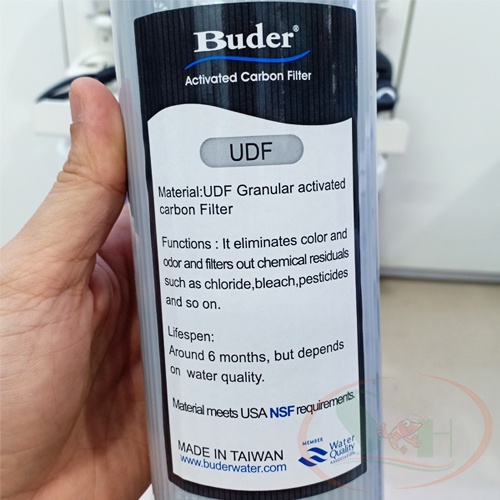 Buder®
Activated Carbon Filter
UDF
Material:UDF Granular activated
carbon Filter
Functions : It eliminates color and
odor and filters out chemical residuals
such as chloride,bleach,pesticides
and so on.
Lifespen:
Around 6 months, but depends
on water quality.
Material meets USA NSF requirements.
MADE IN TAIWAN
www.buderwater.com
MEMBER
Water
Quality
ASSOCIATION